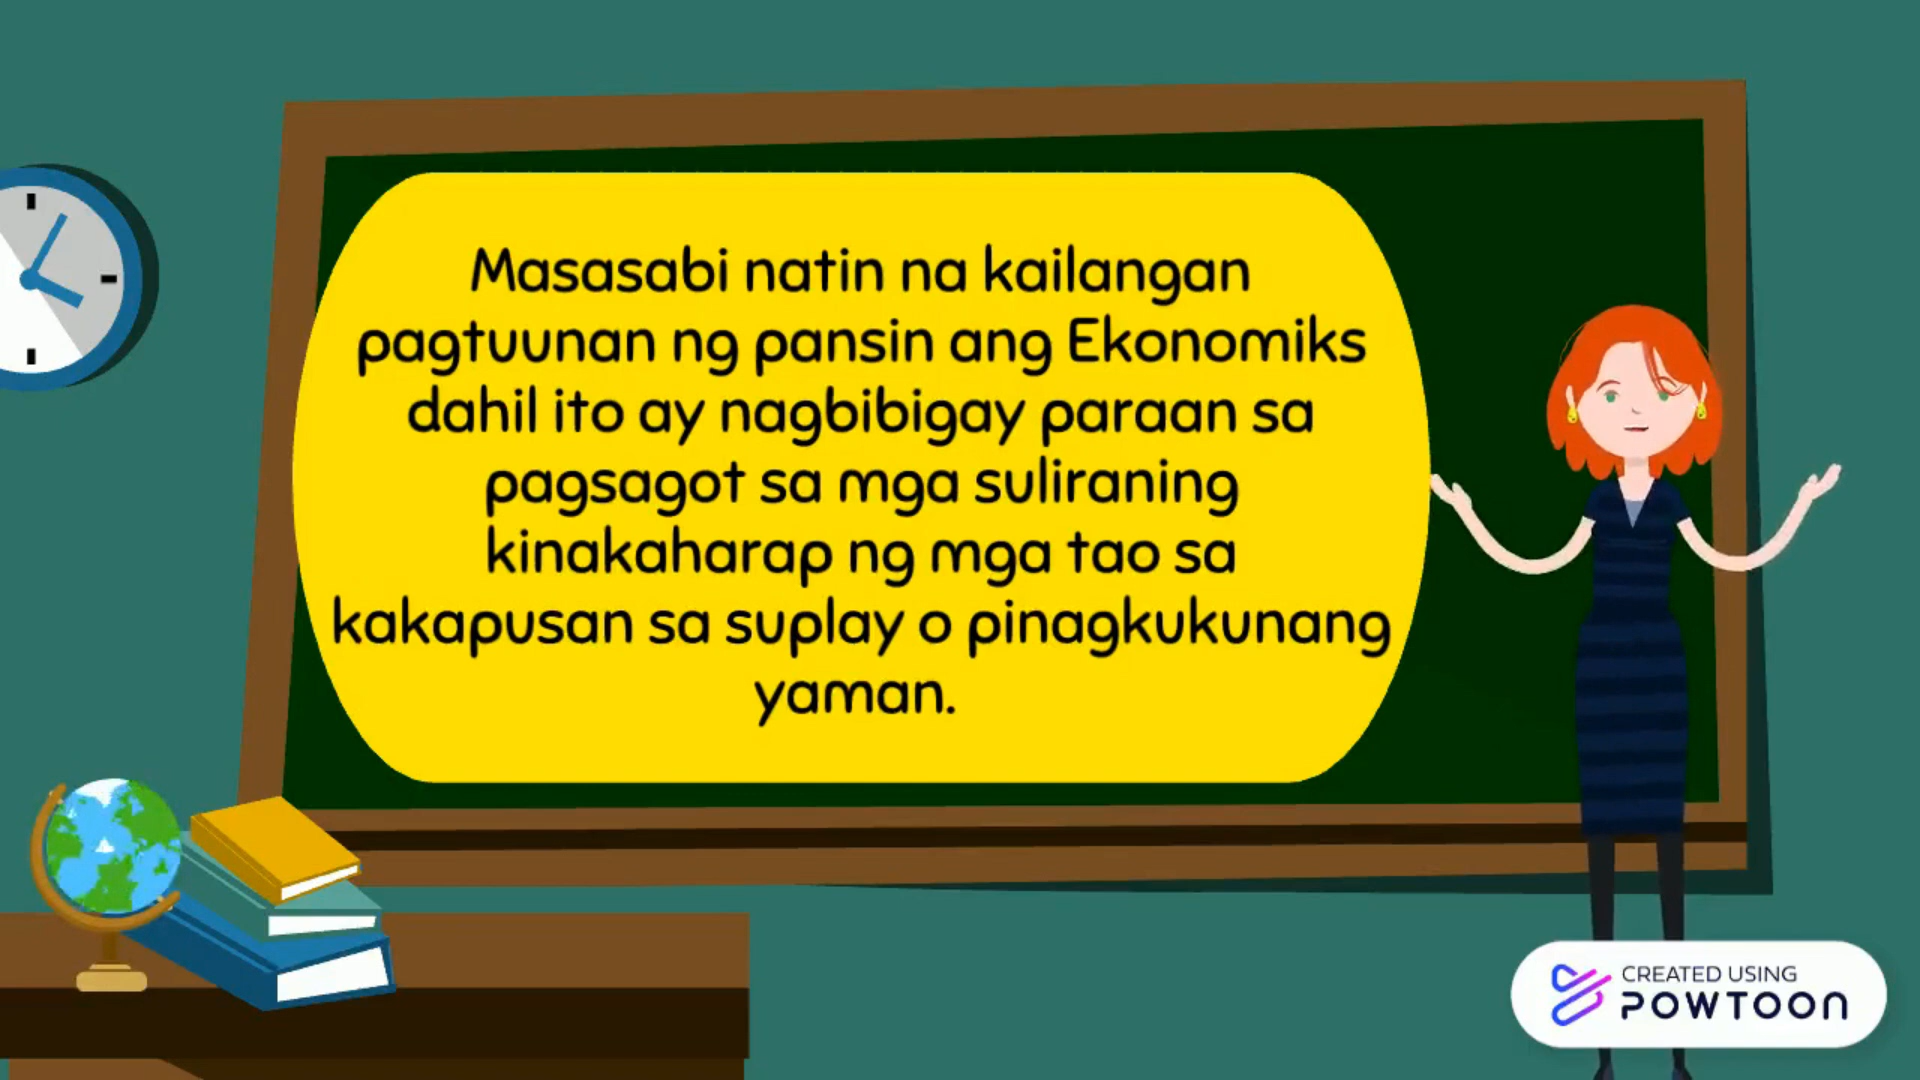 Masasabi natin na kailangan
pagtuunan ng pansin ang Ekonomiks
dahil ito ay nagbibigay paraan sa
pagsagot sa mga suliraning
kinakaharap ng mga tao sa
kakapusan sa suplay o pinagkukunang
yaman.
CREATED USING
POWTOON